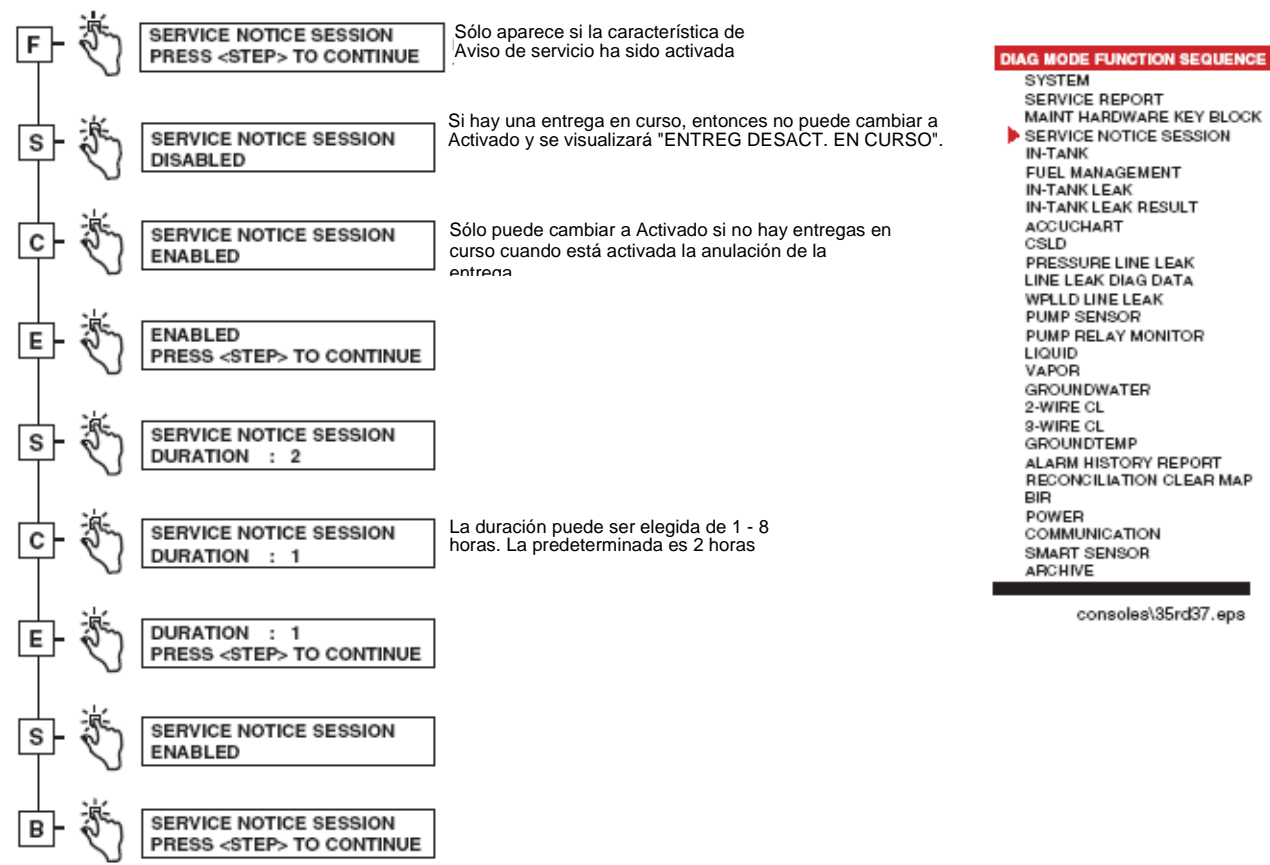 F
SERVICE NOTICE SESSION
PRESS <STEP> TO CONTINUE
Sólo aparece si la característica de
Aviso de servicio ha sido activada
S
SERVICE NOTICE SESSION
DISABLED
Si hay una entrega en curso, entonces no puede cambiar a
Activado y se visualizará "ENTREG DESACT. EN CURSO".
C
SERVICE NOTICE SESSION
ENABLED
Sólo puede cambiar a Activado si no hay entregas en
curso cuando está activada la anulación de la
entrega
E
ENABLED
PRESS <STEP> TO CONTINUE
S
SERVICE NOTICE SESSION
DURATION : 2
C
SERVICE NOTICE SESSION
DURATION : 1
La duración puede ser elegida de 1 - 8
horas. La predeterminada es 2 horas
E
DURATION : 1
PRESS <STEP> TO CONTINUE
S
SERVICE NOTICE SESSION
ENABLED
B
SERVICE NOTICE SESSION
PRESS <STEP> TO CONTINUE
DIAG MODE FUNCTION SEQUENCE
SYSTEM
SERVICE REPORT
MAINT HARDWARE KEY BLOCK
SERVICE NOTICE SESSION
IN-TANK
FUEL MANAGEMENT
IN-TANK LEAK
IN-TANK LEAK RESULT
ACCUCHART
CSLD
PRESSURE LINE LEAK
LINE LEAK DIAG DATA
WPLLD LINE LEAK
PUMP SENSOR
PUMP RELAY MONITOR
LIQUID
VAPOR
GROUNDWATER
2-WIRE CL
3-WIRE CL
GROUNDTEMP
ALARM HISTORY REPORT
RECONCILIATION CLEAR MAP
BIR
POWER
COMMUNICATION
SMART SENSOR
ARCHIVE
consoles\35rd37.eps